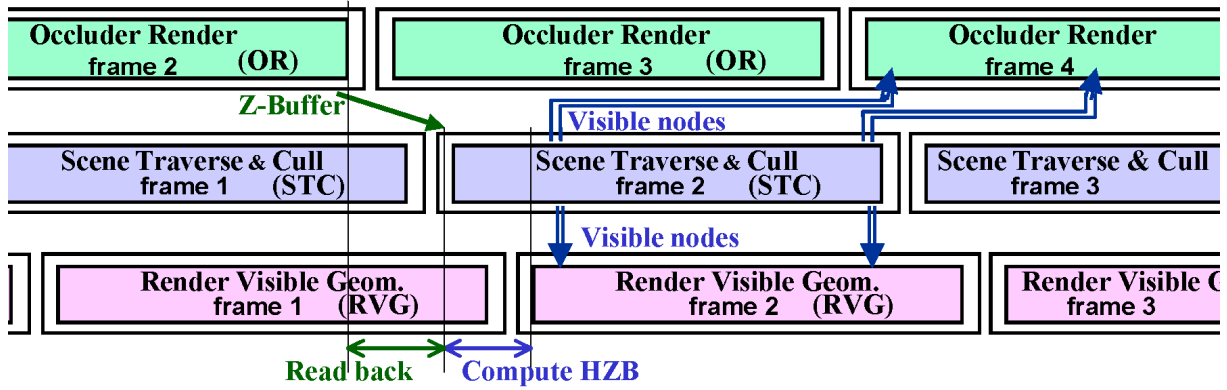 Occluder Render
frame 2 (OR)
Occluder Render
frame 3 (OR)
Occluder Render
frame 4
Z-Buffer
Visible nodes
Scene Traverse & Cull
frame 1 (STC)
Scene Traverse & Cull
frame 2 (STC)
Scene Traverse & Cull
frame 3
Visible nodes
Render Visible Geom.
frame 1 (RVG)
Render Visible Geom.
frame 2 (RVG)
Render Visible G
frame 3
Read back
Compute HZB